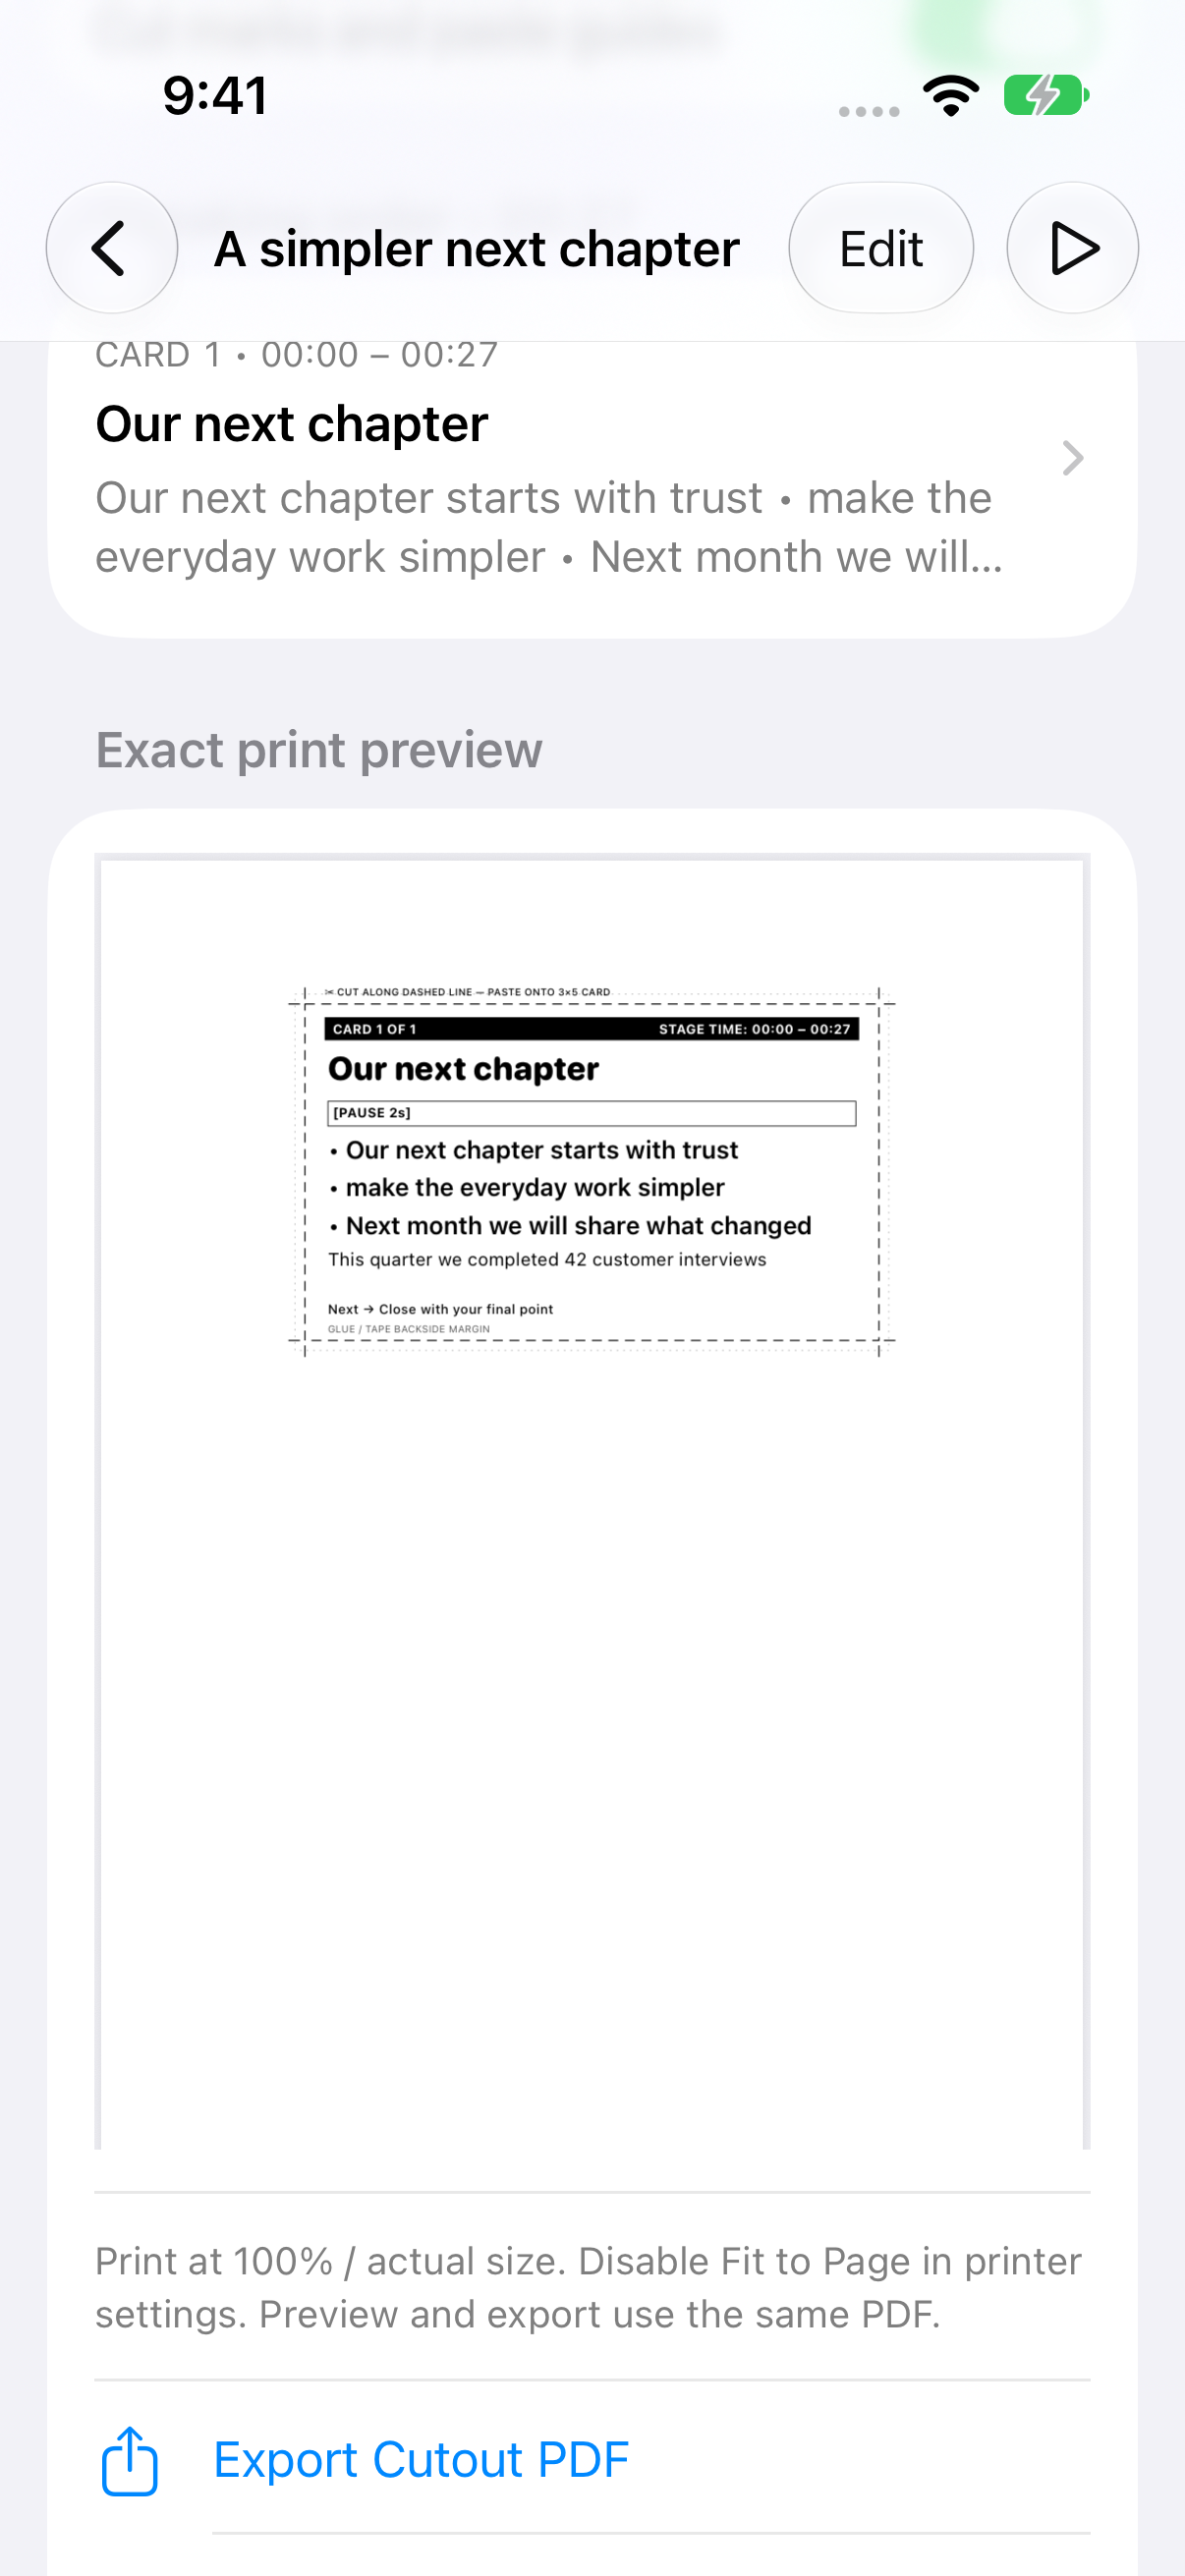 9:41
A simpler next chapter
Edit
CARD 1 • 00:00 – 00:27
Our next chapter
Our next chapter starts with trust • make the
everyday work simpler • Next month we will...
Exact print preview
✂ CUT ALONG DASHED LINE — PASTE ONTO 3×5 CARD
CARD 1 OF 1
STAGE TIME: 00:00 – 00:27
Our next chapter
[PAUSE 2s]
• Our next chapter starts with trust
• make the everyday work simpler
• Next month we will share what changed
This quarter we completed 42 customer interviews
Next → Close with your final point
GLUE / TAPE BACKSIDE MARGIN
Print at 100% / actual size. Disable Fit to Page in printer
settings. Preview and export use the same PDF.
Export Cutout PDF